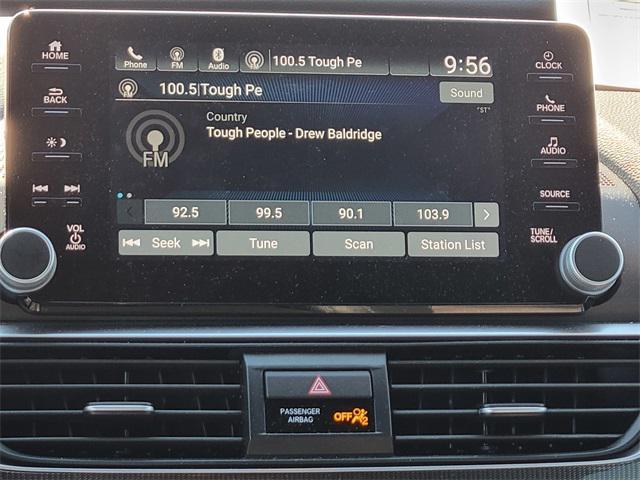 HOME
BACK
VOL
AUDIO
Phone
FM
Audio
100.5 Tough Pe
9:56
100.5|Tough Pe
Sound
"ST"
Country
Tough People - Drew Baldridge
FM
92.5
99.5
90.1
103.9
Seek
Tune
Scan
Station List
CLOCK
PHONE
AUDIO
SOURCE
TUNE/
SCROLL
PASSENGER
AIRBAG
OFF
2